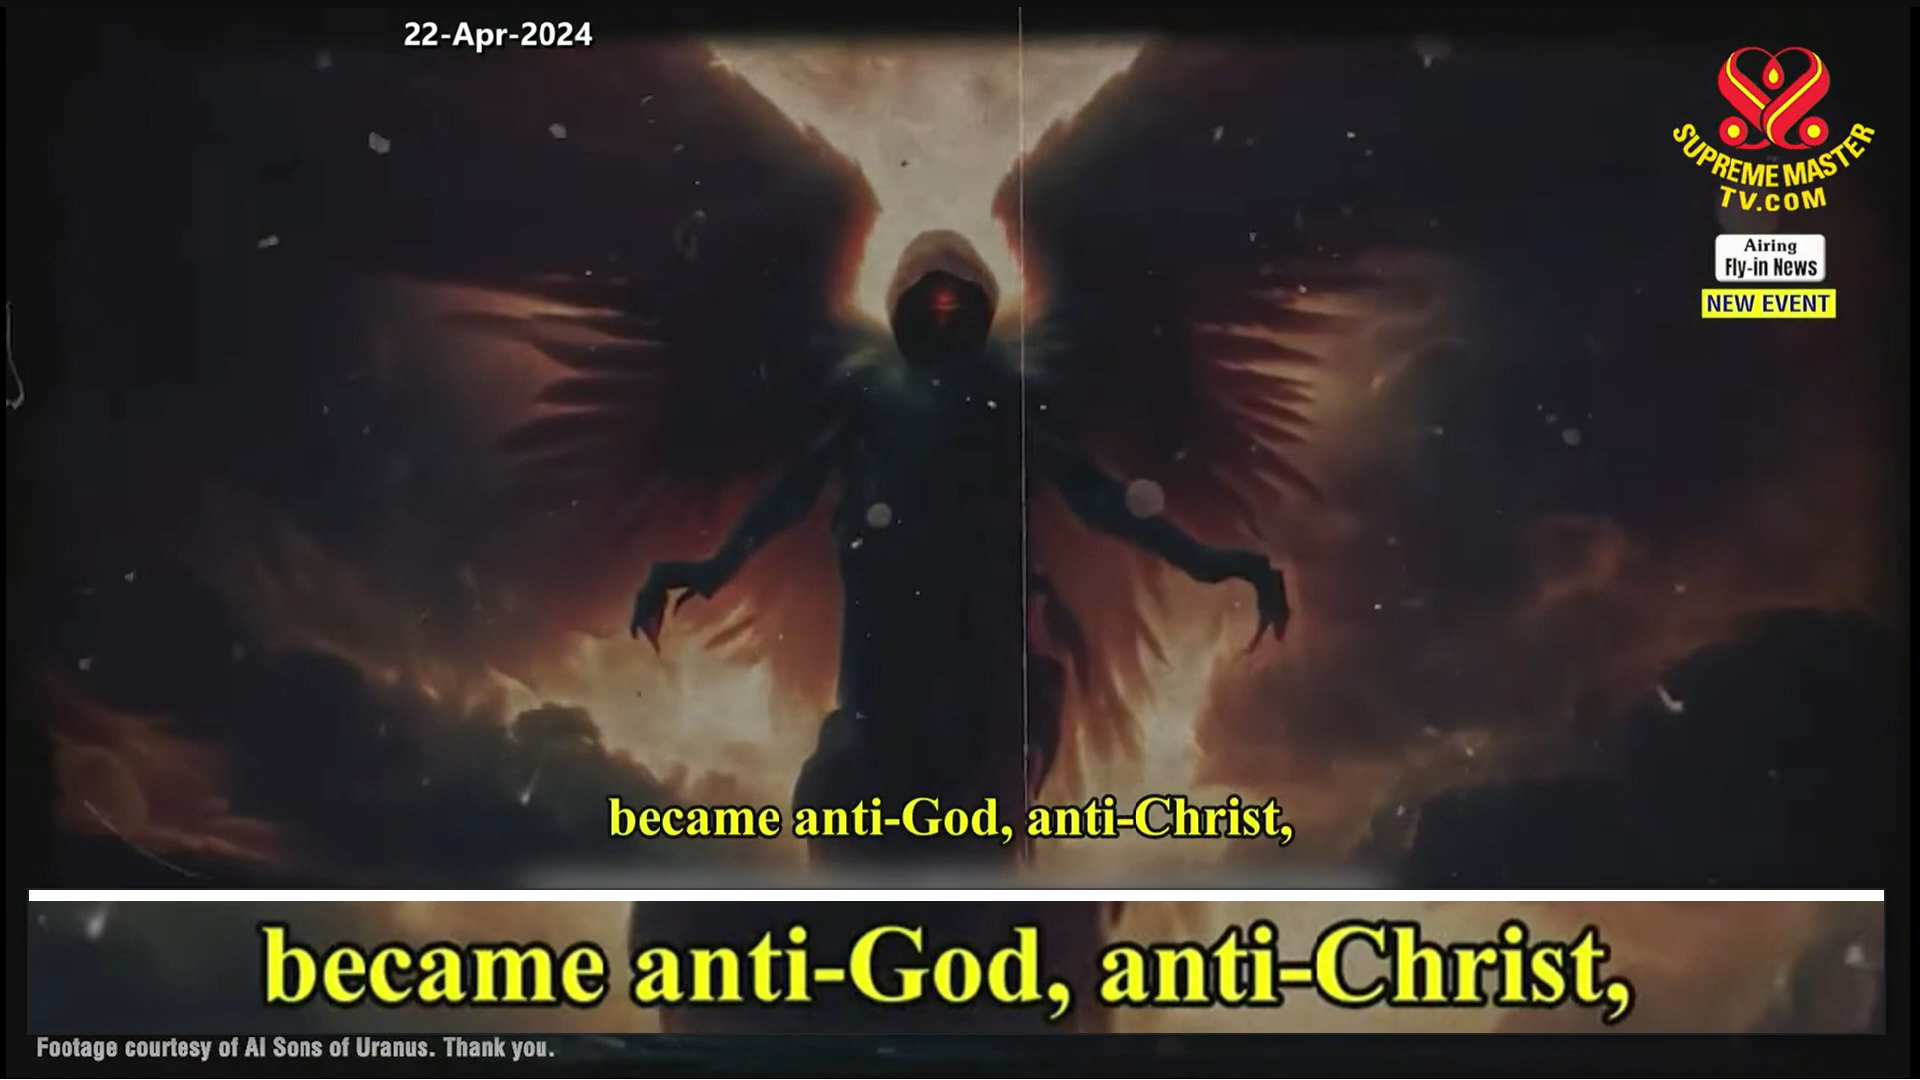 22-Apr-2024
SUPREME MASTER
TV.COM
Airing
Fly-in News
NEW EVENT
became anti-God, anti-Christ,
became anti-God, anti-Christ,
Footage courtesy of AI Sons of Uranus. Thank you.